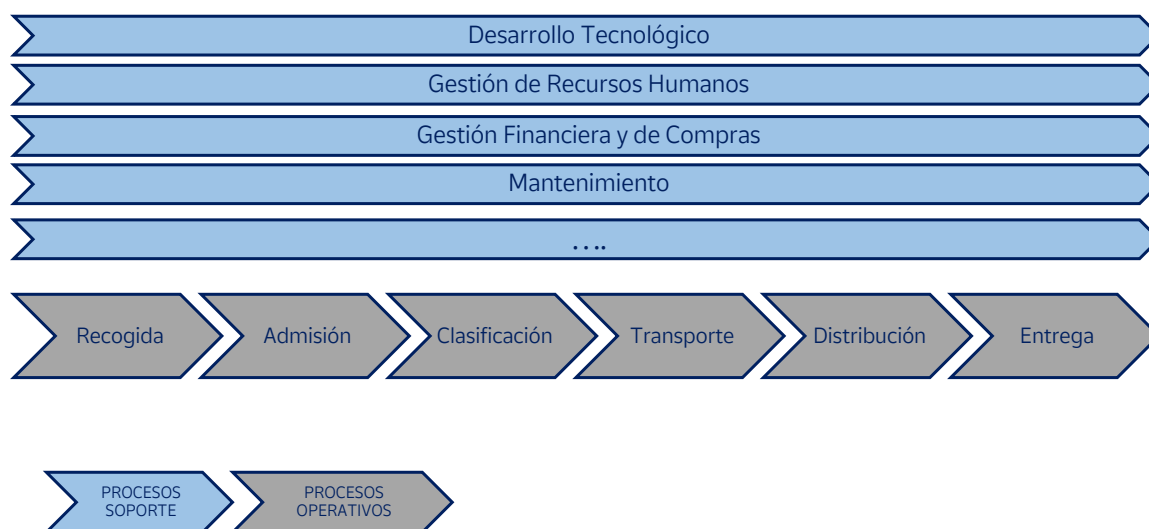 Desarrollo Tecnológico
Gestión de Recursos Humanos
Gestión Financiera y de Compras
Mantenimiento
....
Recogida
Admisión
Clasificación
Transporte
Distribución
Entrega
PROCESOS
SOPORTE
PROCESOS
OPERATIVOS